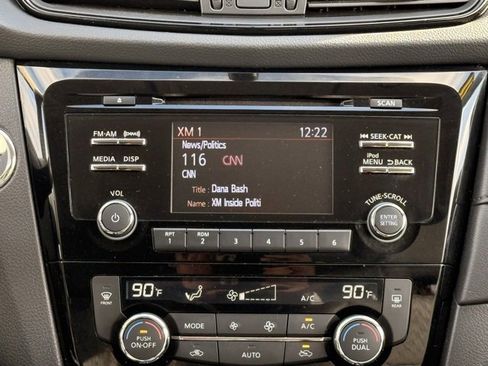 SCAN
FM·AM
XM 1 12:22
SEEK·CAT
News/Politics
116 CNN
CNN
MEDIA DISP
iPod
MENU BACK
Title : Dana Bash
Name : XM Inside Politi
VOL
TUNE·SCROLL
ENTER
SETTING
RPT
1
RDM
2
3 4 5 6
90°F A/C 90°F
FRONT
REAR
MODE A/C
PUSH
ON·OFF
AUTO
PUSH
DUAL